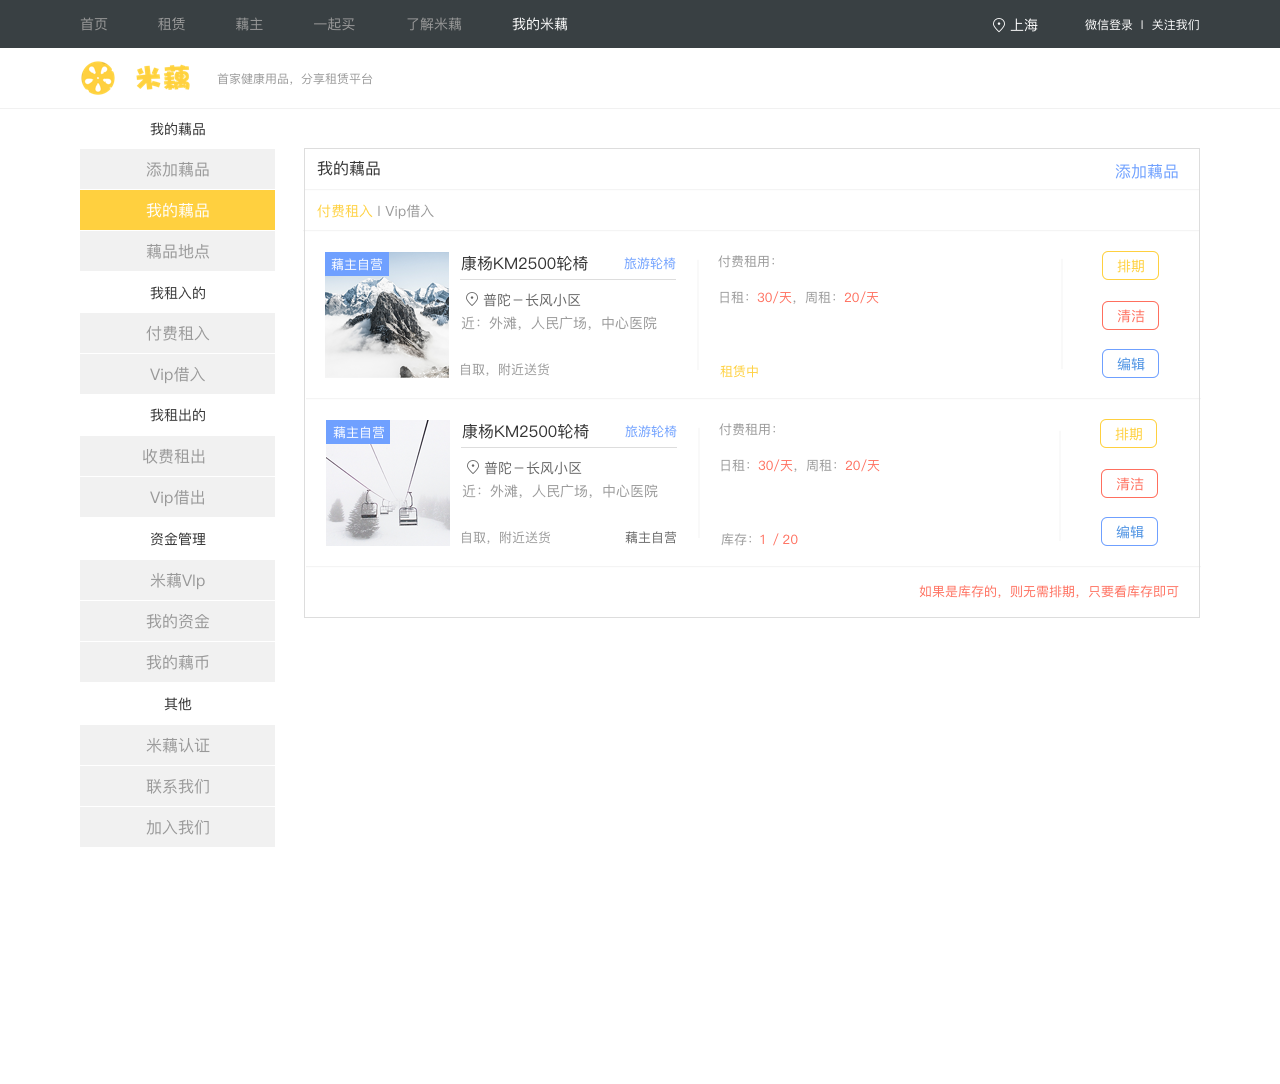 首页 租赁 藕主 一起买 了解米藕 我的米藕 上海 微信登录 | 关注我们
米藕 首家健康用品，分享租赁平台
我的藕品
添加藕品
我的藕品
藕品地点
我租入的
付费租入
Vip借入
我租出的
收费租出
Vip借出
资金管理
米藕VIp
我的资金
我的藕币
其他
米藕认证
联系我们
加入我们
我的藕品 添加藕品
付费租入 I Vip借入
藕主自营 康杨KM2500轮椅 旅游轮椅
普陀－长风小区
近：外滩，人民广场，中心医院
自取，附近送货
付费租用：
日租：30/天，周租：20/天
租赁中
排期
清洁
编辑
藕主自营 康杨KM2500轮椅 旅游轮椅
普陀－长风小区
近：外滩，人民广场，中心医院
自取，附近送货 藕主自营
付费租用：
日租：30/天，周租：20/天
库存：1 / 20
排期
清洁
编辑
如果是库存的，则无需排期，只要看库存即可